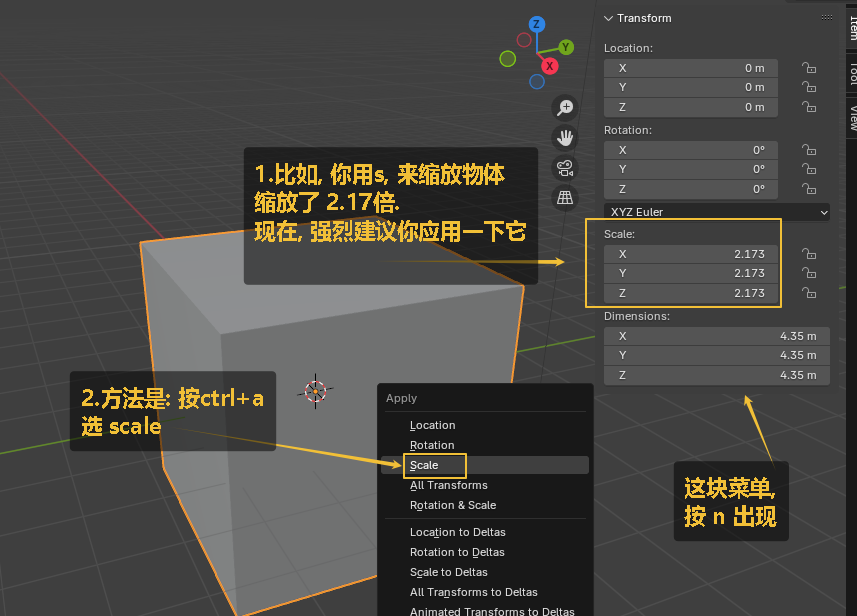 Z
Y
X
Transform
Location:
X 0 m
Y 0 m
Z 0 m
Rotation:
X 0°
Y 0°
Z 0°
XYZ Euler
Scale:
X 2.173
Y 2.173
Z 2.173
Dimensions:
X 4.35 m
Y 4.35 m
Z 4.35 m
Item
Tool
View
1.比如, 你用s, 来缩放物体
缩放了 2.17倍.
现在, 强烈建议你应用一下它
2.方法是: 按ctrl+a
选 scale
Apply
Location
Rotation
Scale
All Transforms
Rotation & Scale
Location to Deltas
Rotation to Deltas
Scale to Deltas
All Transforms to Deltas
Animated Transforms to Deltas
这块菜单,
按 n 出现